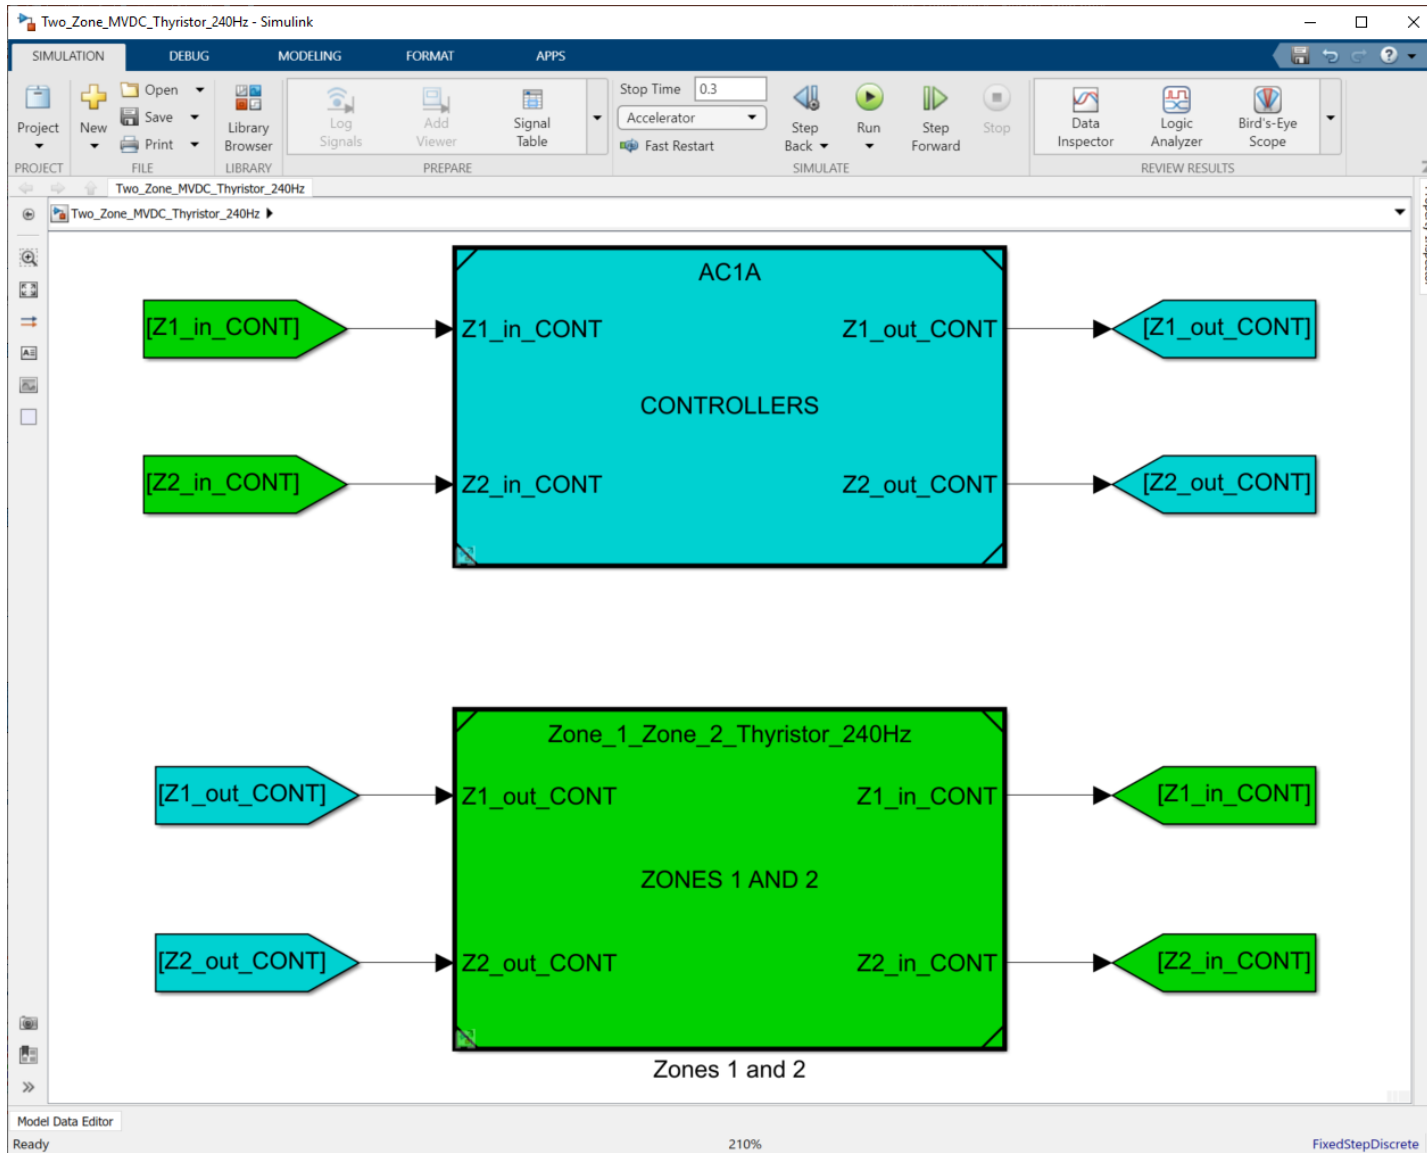 Two_Zone_MVDC_Thyristor_240Hz - Simulink
SIMULATION DEBUG MODELING FORMAT APPS
Project
New
Open
Save
Print
Library Browser
Log Signals
Add Viewer
Signal Table
Stop Time 0.3
Accelerator
Fast Restart
Step Back
Run
Step Forward
Stop
Data Inspector
Logic Analyzer
Bird's-Eye Scope
PROJECT FILE LIBRARY PREPARE SIMULATE REVIEW RESULTS
Two_Zone_MVDC_Thyristor_240Hz
Two_Zone_MVDC_Thyristor_240Hz
AC1A
[Z1_in_CONT] Z1_in_CONT Z1_out_CONT [Z1_out_CONT]
CONTROLLERS
[Z2_in_CONT] Z2_in_CONT Z2_out_CONT [Z2_out_CONT]
Zone_1_Zone_2_Thyristor_240Hz
[Z1_out_CONT] Z1_out_CONT Z1_in_CONT [Z1_in_CONT]
ZONES 1 AND 2
[Z2_out_CONT] Z2_out_CONT Z2_in_CONT [Z2_in_CONT]
Zones 1 and 2
Model Data Editor
Ready 210% FixedStepDiscrete